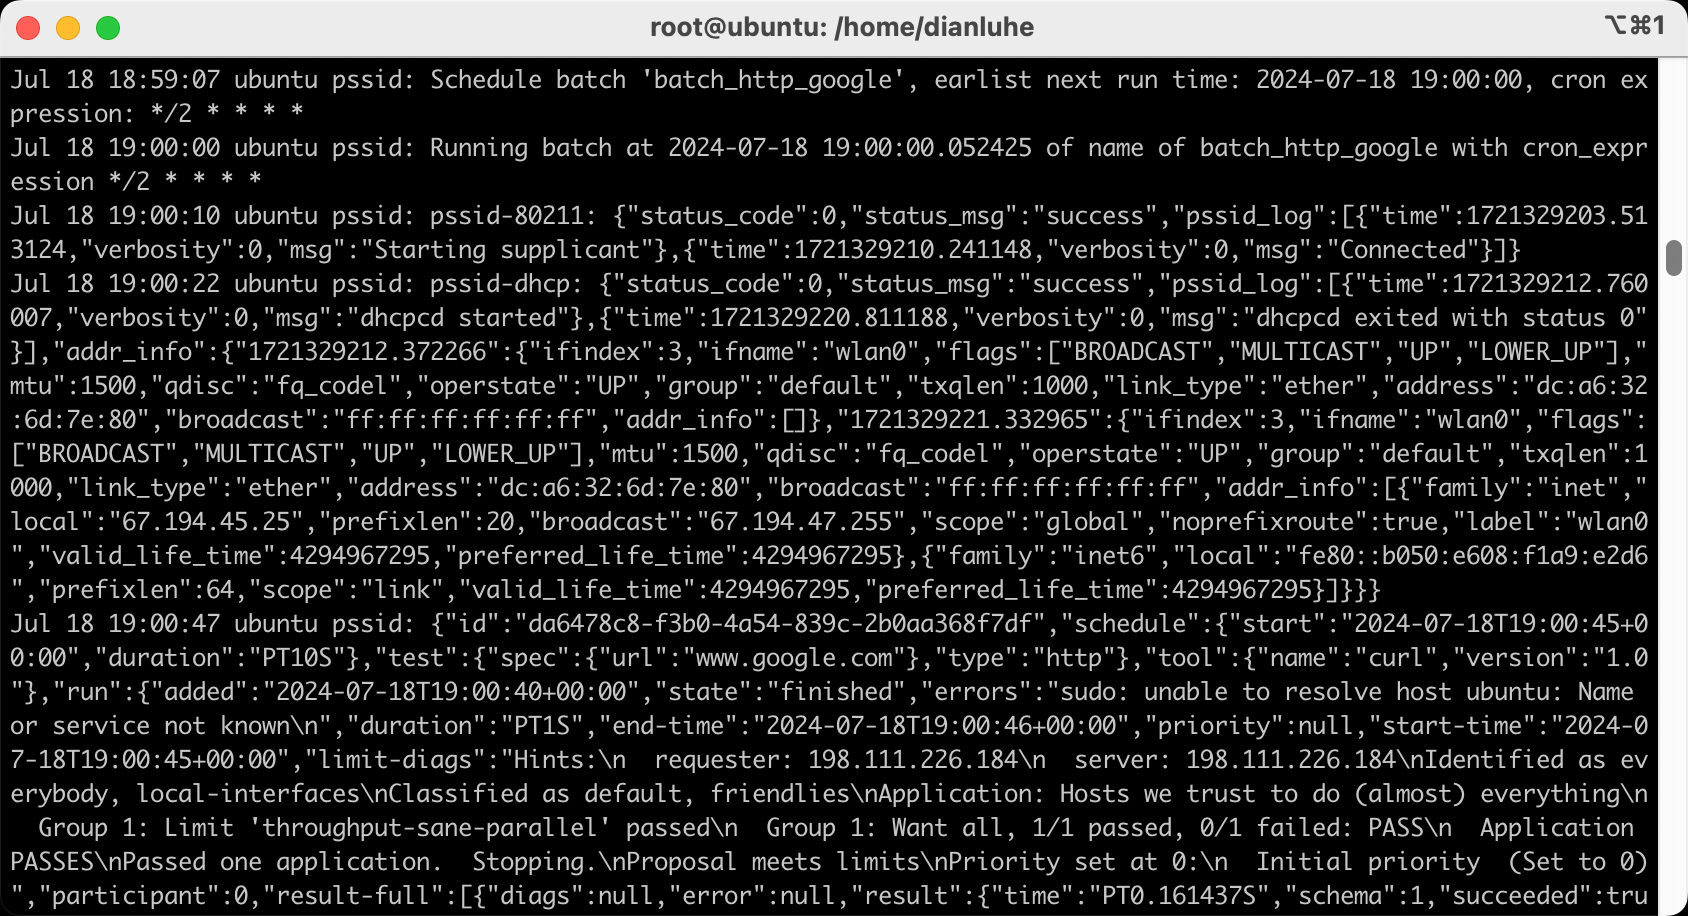 root@ubuntu: /home/dianluhe
⌥⌘1
Jul 18 18:59:07 ubuntu pssid: Schedule batch 'batch_http_google', earlist next run time: 2024-07-18 19:00:00, cron ex
pression: */2 * * * *
Jul 18 19:00:00 ubuntu pssid: Running batch at 2024-07-18 19:00:00.052425 of name of batch_http_google with cron_expr
ession */2 * * * *
Jul 18 19:00:10 ubuntu pssid: pssid-80211: {"status_code":0,"status_msg":"success","pssid_log":[{"time":1721329203.51
3124,"verbosity":0,"msg":"Starting supplicant"},{"time":1721329210.241148,"verbosity":0,"msg":"Connected"}]}
Jul 18 19:00:22 ubuntu pssid: pssid-dhcp: {"status_code":0,"status_msg":"success","pssid_log":[{"time":1721329212.760
007,"verbosity":0,"msg":"dhcpcd started"},{"time":1721329220.811188,"verbosity":0,"msg":"dhcpcd exited with status 0"
}],"addr_info":{"1721329212.372266":{"ifindex":3,"ifname":"wlan0","flags":["BROADCAST","MULTICAST","UP","LOWER_UP"],"
mtu":1500,"qdisc":"fq_codel","operstate":"UP","group":"default","txqlen":1000,"link_type":"ether","address":"dc:a6:32
:6d:7e:80","broadcast":"ff:ff:ff:ff:ff:ff","addr_info":[]},"1721329221.332965":{"ifindex":3,"ifname":"wlan0","flags":
["BROADCAST","MULTICAST","UP","LOWER_UP"],"mtu":1500,"qdisc":"fq_codel","operstate":"UP","group":"default","txqlen":1
000,"link_type":"ether","address":"dc:a6:32:6d:7e:80","broadcast":"ff:ff:ff:ff:ff:ff","addr_info":[{"family":"inet","
local":"67.194.45.25","prefixlen":20,"broadcast":"67.194.47.255","scope":"global","noprefixroute":true,"label":"wlan0
","valid_life_time":4294967295,"preferred_life_time":4294967295},{"family":"inet6","local":"fe80::b050:e608:f1a9:e2d6
","prefixlen":64,"scope":"link","valid_life_time":4294967295,"preferred_life_time":4294967295}]}}}
Jul 18 19:00:47 ubuntu pssid: {"id":"da6478c8-f3b0-4a54-839c-2b0aa368f7df","schedule":{"start":"2024-07-18T19:00:45+0
0:00","duration":"PT10S"},"test":{"spec":{"url":"www.google.com"},"type":"http"},"tool":{"name":"curl","version":"1.0
"},"run":{"added":"2024-07-18T19:00:40+00:00","state":"finished","errors":"sudo: unable to resolve host ubuntu: Name
or service not known\n","duration":"PT1S","end-time":"2024-07-18T19:00:46+00:00","priority":null,"start-time":"2024-0
7-18T19:00:45+00:00","limit-diags":"Hints:\n  requester: 198.111.226.184\n  server: 198.111.226.184\nIdentified as ev
erybody, local-interfaces\nClassified as default, friendlies\nApplication: Hosts we trust to do (almost) everything\n
  Group 1: Limit 'throughput-sane-parallel' passed\n  Group 1: Want all, 1/1 passed, 0/1 failed: PASS\n  Application
PASSES\nPassed one application.  Stopping.\nProposal meets limits\nPriority set at 0:\n  Initial priority  (Set to 0)
","participant":0,"result-full":[{"diags":null,"error":null,"result":{"time":"PT0.161437S","schema":1,"succeeded":tru